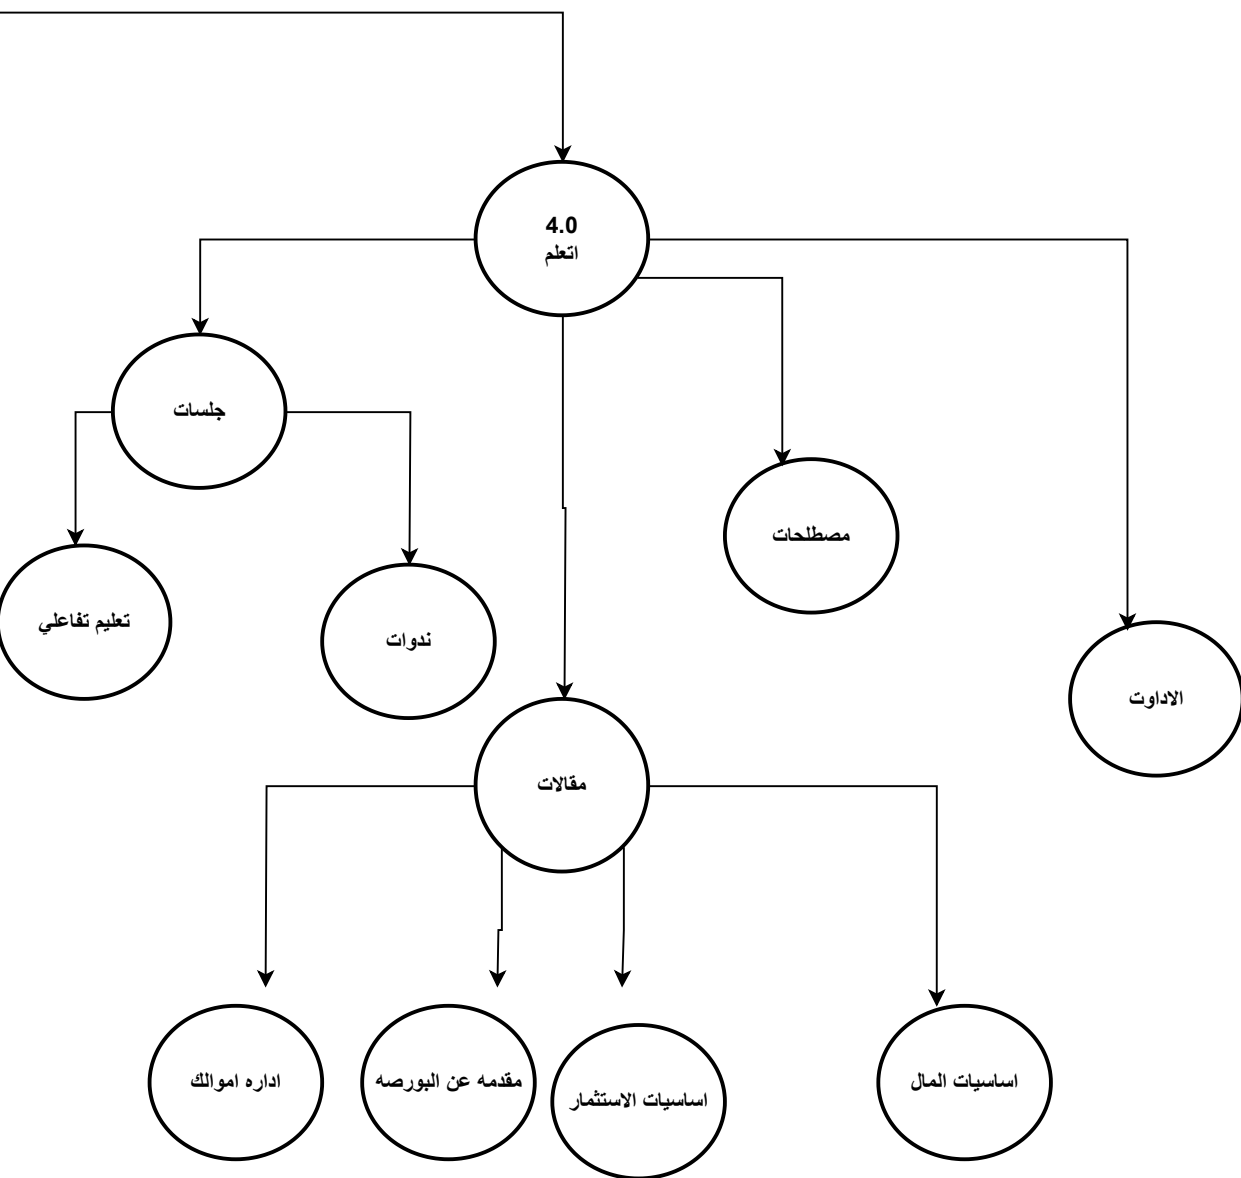 4.0
اتعلم
جلسات
مصطلحات
تعليم تفاعلي
ندوات
الاداوت
مقالات
اداره اموالك
مقدمه عن البورصه
اساسيات الاستثمار
اساسيات المال